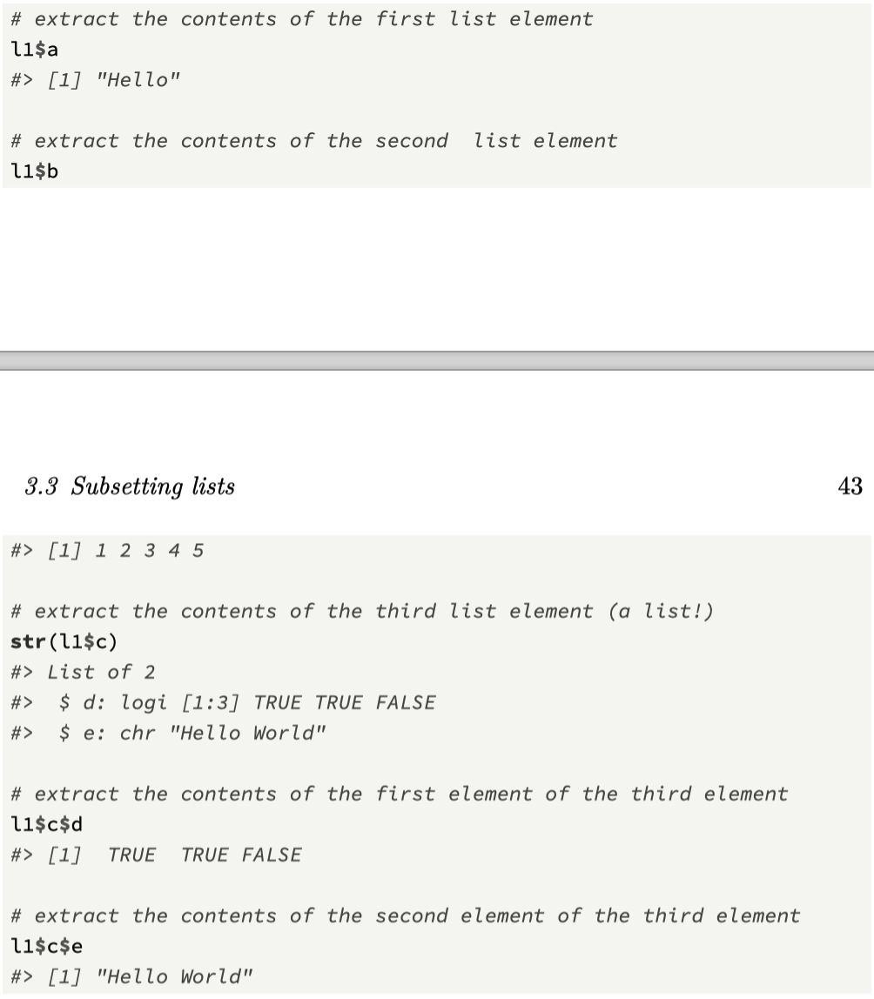 # extract the contents of the first list element
l1$a
#> [1] "Hello"
# extract the contents of the second  list element
l1$b
3.3 Subsetting lists 43
#> [1] 1 2 3 4 5
# extract the contents of the third list element (a list!)
str(l1$c)
#> List of 2
#>  $ d: logi [1:3] TRUE TRUE FALSE
#>  $ e: chr "Hello World"
# extract the contents of the first element of the third element
l1$c$d
#> [1]  TRUE  TRUE FALSE
# extract the contents of the second element of the third element
l1$c$e
#> [1] "Hello World"